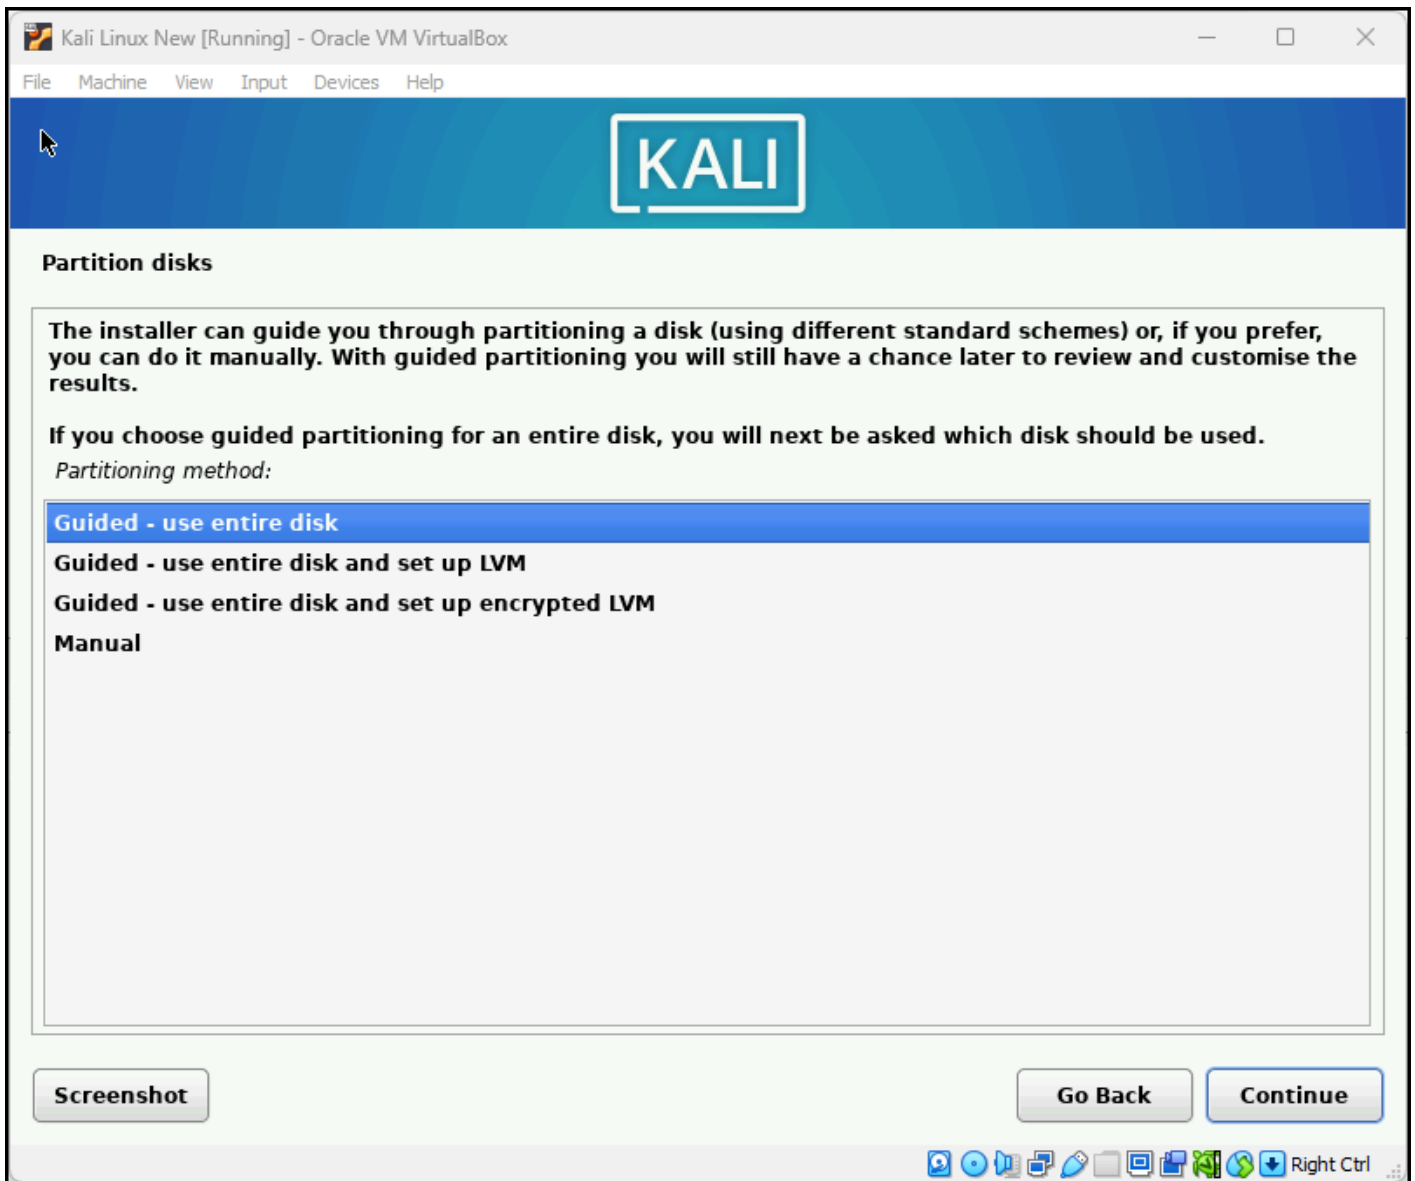 Kali Linux New [Running] - Oracle VM VirtualBox
File Machine View Input Devices Help
KALI
Partition disks
The installer can guide you through partitioning a disk (using different standard schemes) or, if you prefer,
you can do it manually. With guided partitioning you will still have a chance later to review and customise the
results.
If you choose guided partitioning for an entire disk, you will next be asked which disk should be used.
Partitioning method:
Guided - use entire disk
Guided - use entire disk and set up LVM
Guided - use entire disk and set up encrypted LVM
Manual
Screenshot Go Back Continue
Right Ctrl